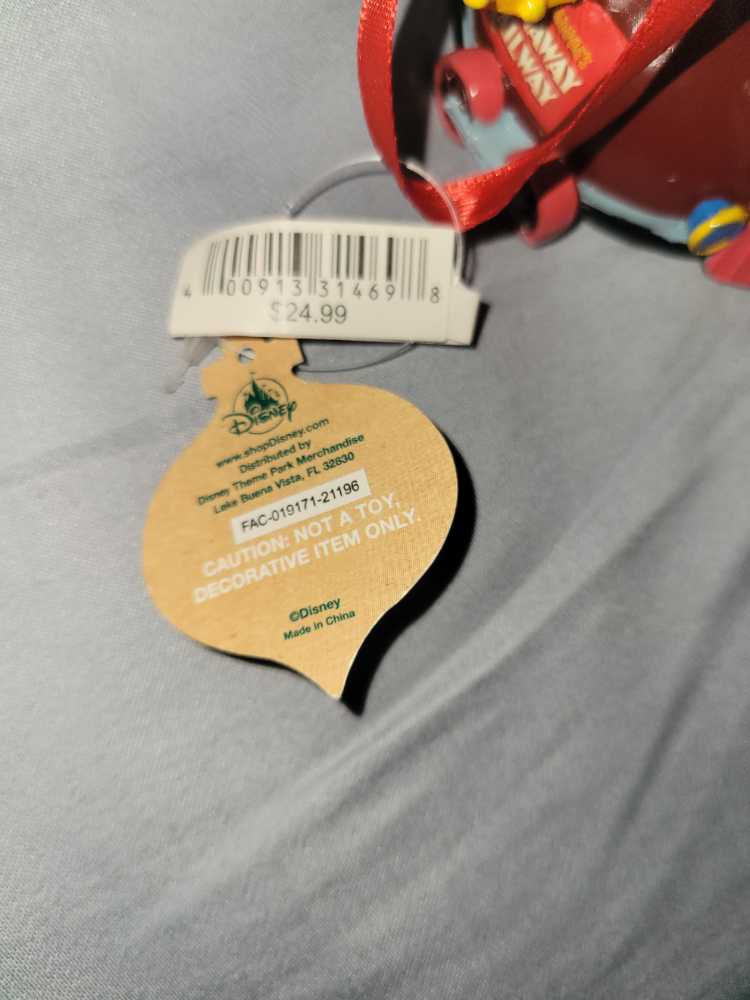 AWAY
ILWAY
4 00913 31469 8
$24.99
Disney
www.shopDisney.com
Distributed by
Disney Theme Park Merchandise
Lake Buena Vista, FL 32830
FAC-019171-21196
CAUTION: NOT A TOY,
DECORATIVE ITEM ONLY.
©Disney
Made in China